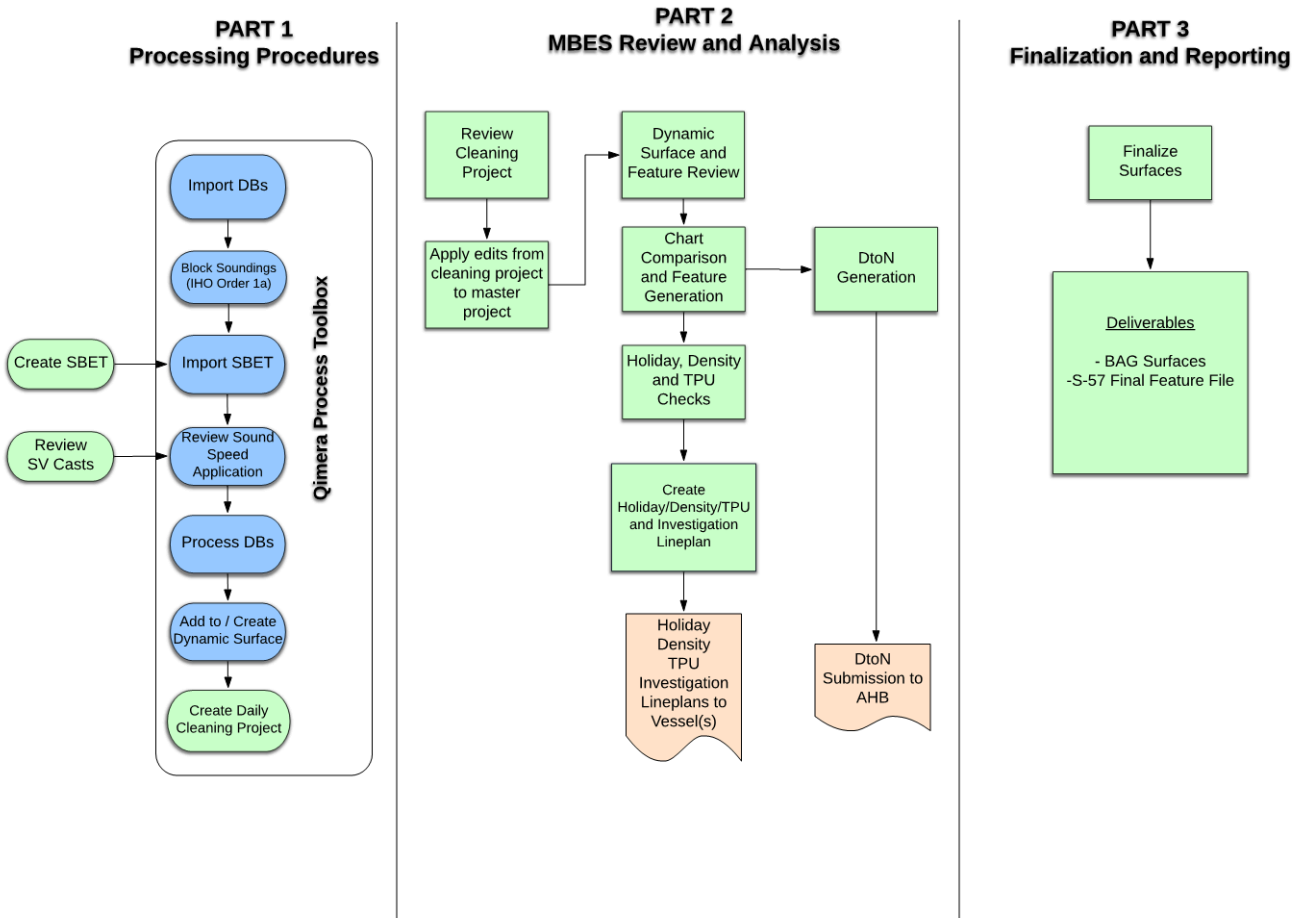 PART 1
Processing Procedures
Import DBs
Block Soundings
(IHO Order 1a)
Create SBET
Import SBET
Review
SV Casts
Review Sound
Speed
Application
Process DBs
Add to / Create
Dynamic Surface
Create Daily
Cleaning Project
Qimera Process Toolbox
PART 2
MBES Review and Analysis
Review
Cleaning
Project
Apply edits from
cleaning project
to master
project
Dynamic
Surface and
Feature Review
Chart
Comparison
and Feature
Generation
DtoN
Generation
Holiday, Density
and TPU
Checks
Create
Holiday/Density/TPU
and Investigation
Lineplan
Holiday
Density
TPU
Investigation
Lineplans to
Vessel(s)
DtoN
Submission to
AHB
PART 3
Finalization and Reporting
Finalize
Surfaces
Deliverables
- BAG Surfaces
-S-57 Final Feature File